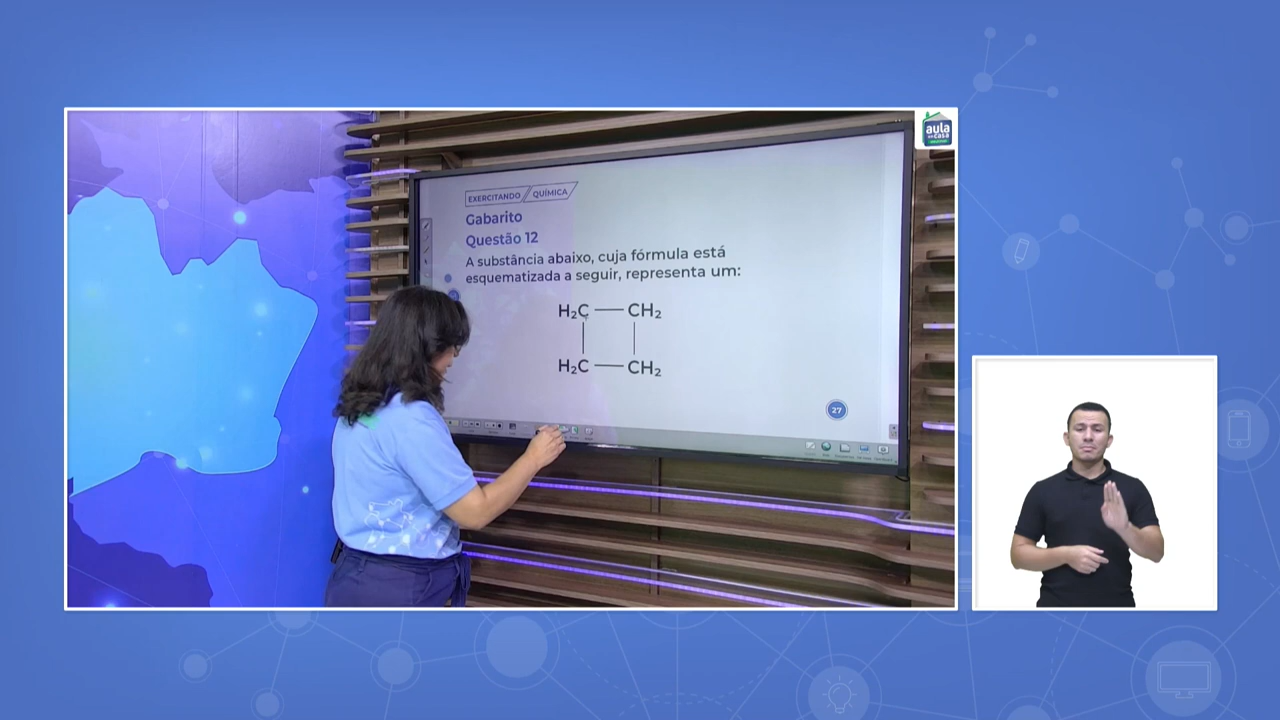 aula
em casa
EXERCITANDO QUÍMICA
Gabarito
Questão 12
A substância abaixo, cuja fórmula está
esquematizada a seguir, representa um:
H₂C — CH₂
H₂C — CH₂
27